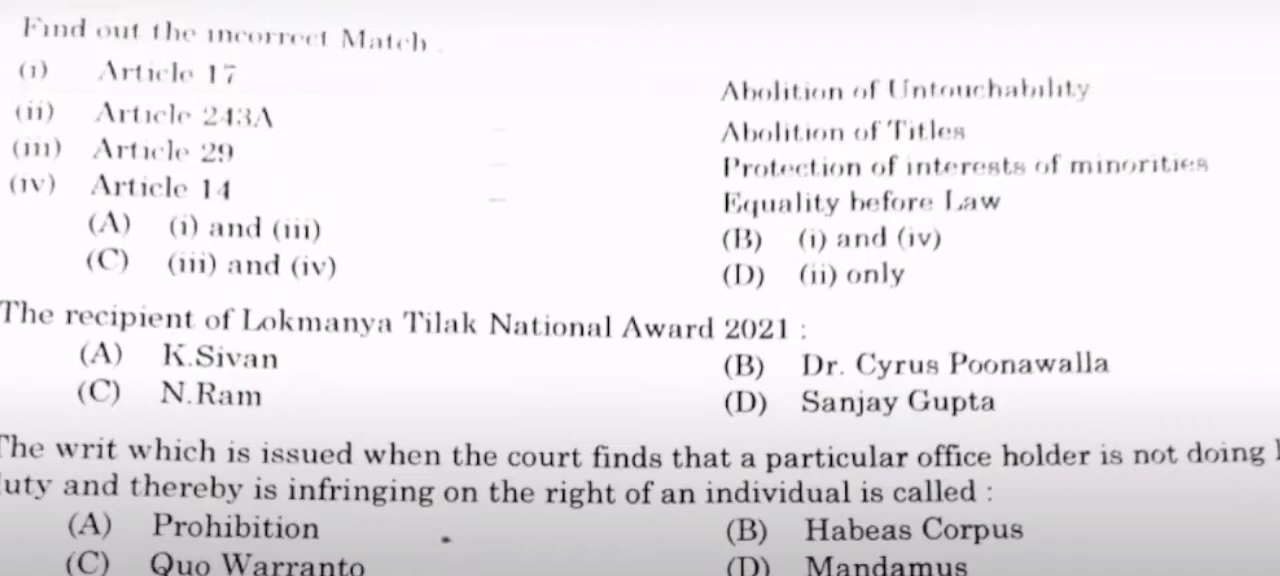 Find out the incorrect Match
(i) Article 17 Abolition of Untouchability
(ii) Article 243A Abolition of Titles
(iii) Article 29 Protection of interests of minorities
(iv) Article 14 Equality before Law
(A) (i) and (iii) (B) (i) and (iv)
(C) (iii) and (iv) (D) (ii) only
The recipient of Lokmanya Tilak National Award 2021 :
(A) K.Sivan (B) Dr. Cyrus Poonawalla
(C) N.Ram (D) Sanjay Gupta
The writ which is issued when the court finds that a particular office holder is not doing
uty and thereby is infringing on the right of an individual is called :
(A) Prohibition (B) Habeas Corpus
(C) Quo Warranto (D) Mandamus